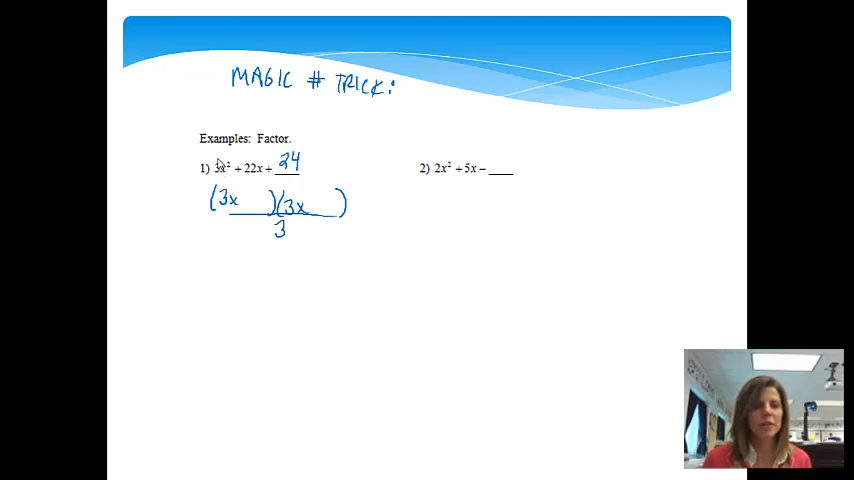 MAGIC # TRICK:
Examples: Factor.
1) 3x² + 22x + 24
(3x )(3x )
3
2) 2x² + 5x – ____